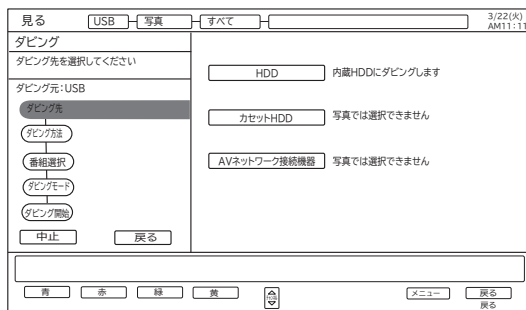 見る USB 写真 すべて 3/22(火)
AM11:11
ダビング
ダビング先を選択してください
ダビング元:USB
ダビング先
ダビング方法
番組選択
ダビングモード
ダビング開始
中止 戻る
HDD 内蔵HDDにダビングします
カセットHDD 写真では選択できません
AVネットワーク接続機器 写真では選択できません
青 赤 緑 黄 メニュー 戻る
戻る